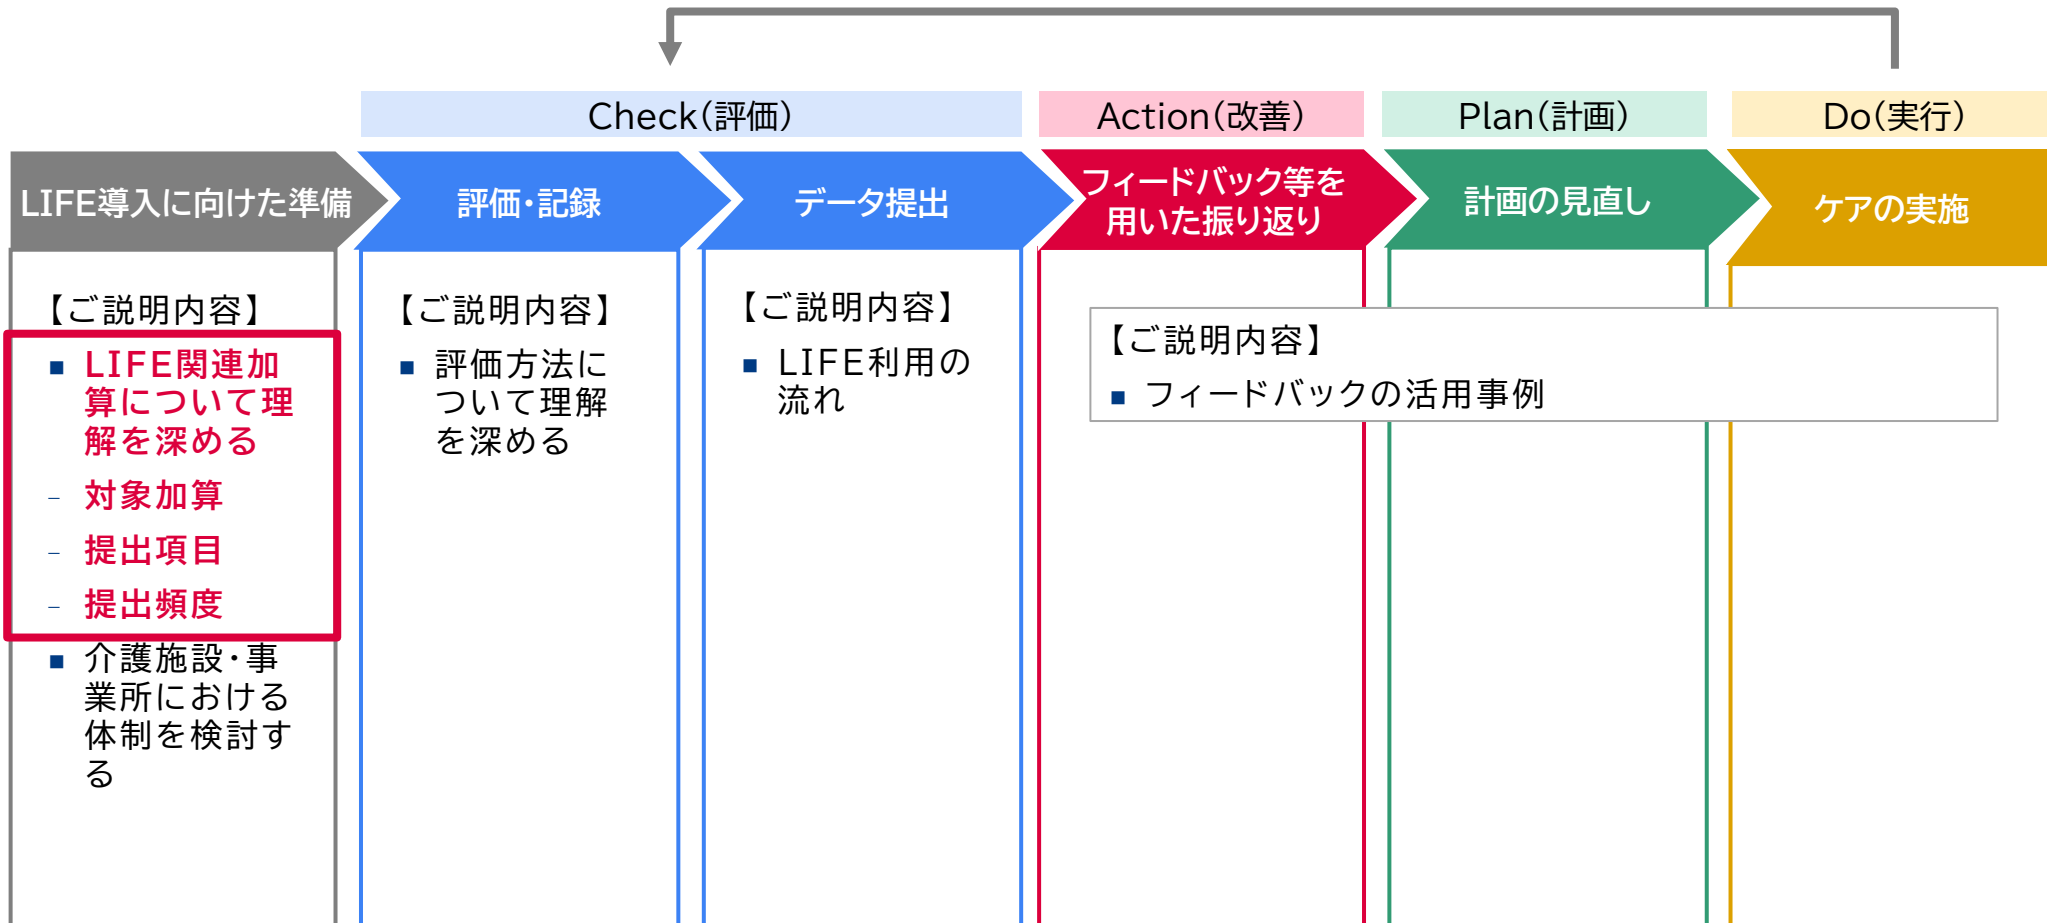 Check(評価)
Action(改善)
Plan(計画)
Do(実行)
LIFE導入に向けた準備
評価・記録
データ提出
フィードバック等を
用いた振り返り
計画の見直し
ケアの実施
【ご説明内容】
■ LIFE関連加
算について理
解を深める
– 対象加算
– 提出項目
– 提出頻度
■ 介護施設・事
業所における
体制を検討す
る
【ご説明内容】
■ 評価方法に
ついて理解
を深める
【ご説明内容】
■ LIFE利用の
流れ
【ご説明内容】
■ フィードバックの活用事例